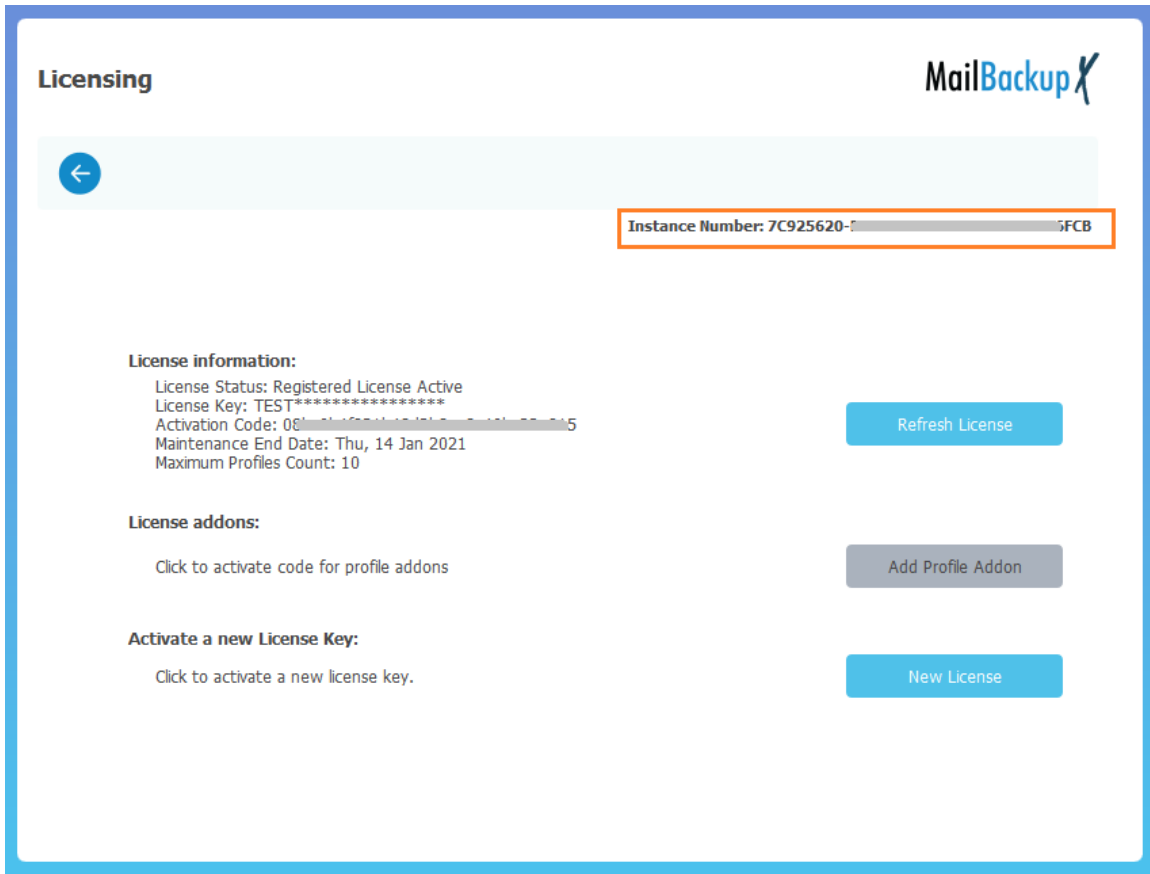 Licensing
MailBackup X
Instance Number: 7C925620-
License information:
License Status: Registered License Active
License Key: TEST****************
Activation Code:
Maintenance End Date: Thu, 14 Jan 2021
Maximum Profiles Count: 10
Refresh License
License addons:
Click to activate code for profile addons
Add Profile Addon
Activate a new License Key:
Click to activate a new license key.
New License